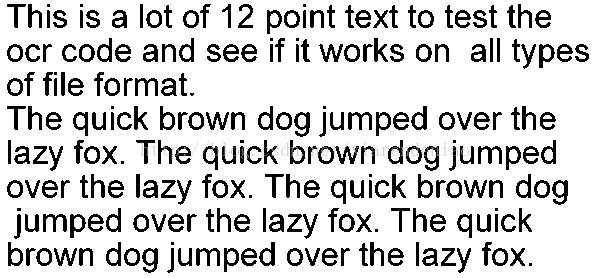 This is a lot of 12 point text to test the
ocr code and see if it works on  all types
of file format.
The quick brown dog jumped over the
lazy fox. The quick brown dog jumped
over the lazy fox. The quick brown dog
 jumped over the lazy fox. The quick
brown dog jumped over the lazy fox.